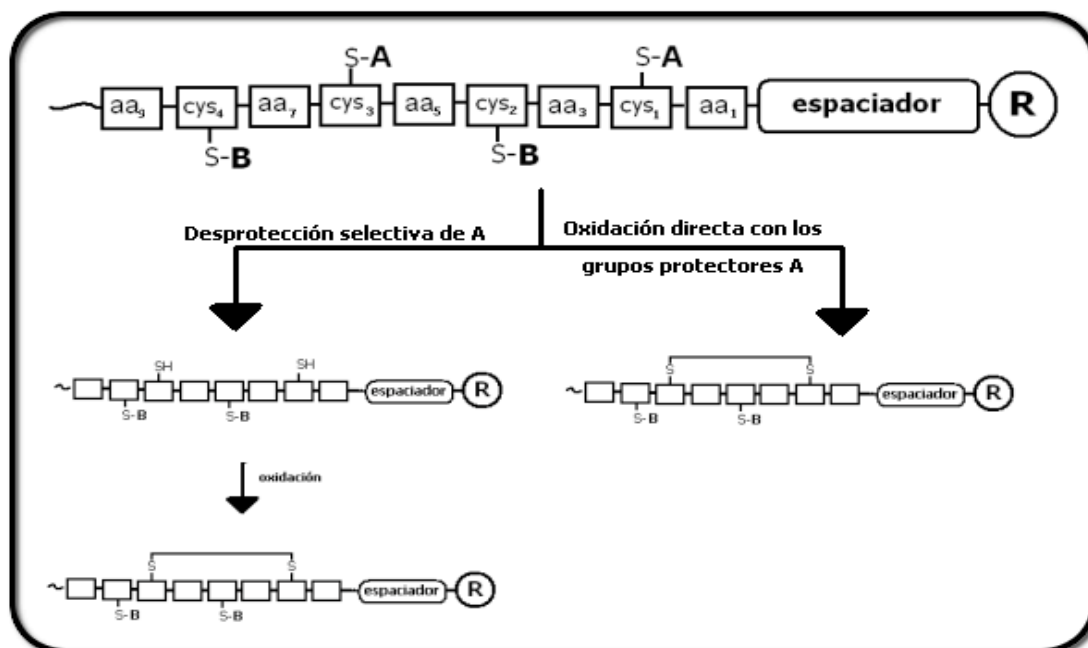 S-A S-A
aa9 cys4 aa7 cys3 aa5 cys2 aa3 cys1 aa1 espaciador R
S-B S-B
Desprotección selectiva de A
Oxidación directa con los
grupos protectores A
SH SH
~ espaciador R
S-B S-B
S S
~ espaciador R
S-B S-B
oxidación
S S
~ espaciador R
S-B S-B